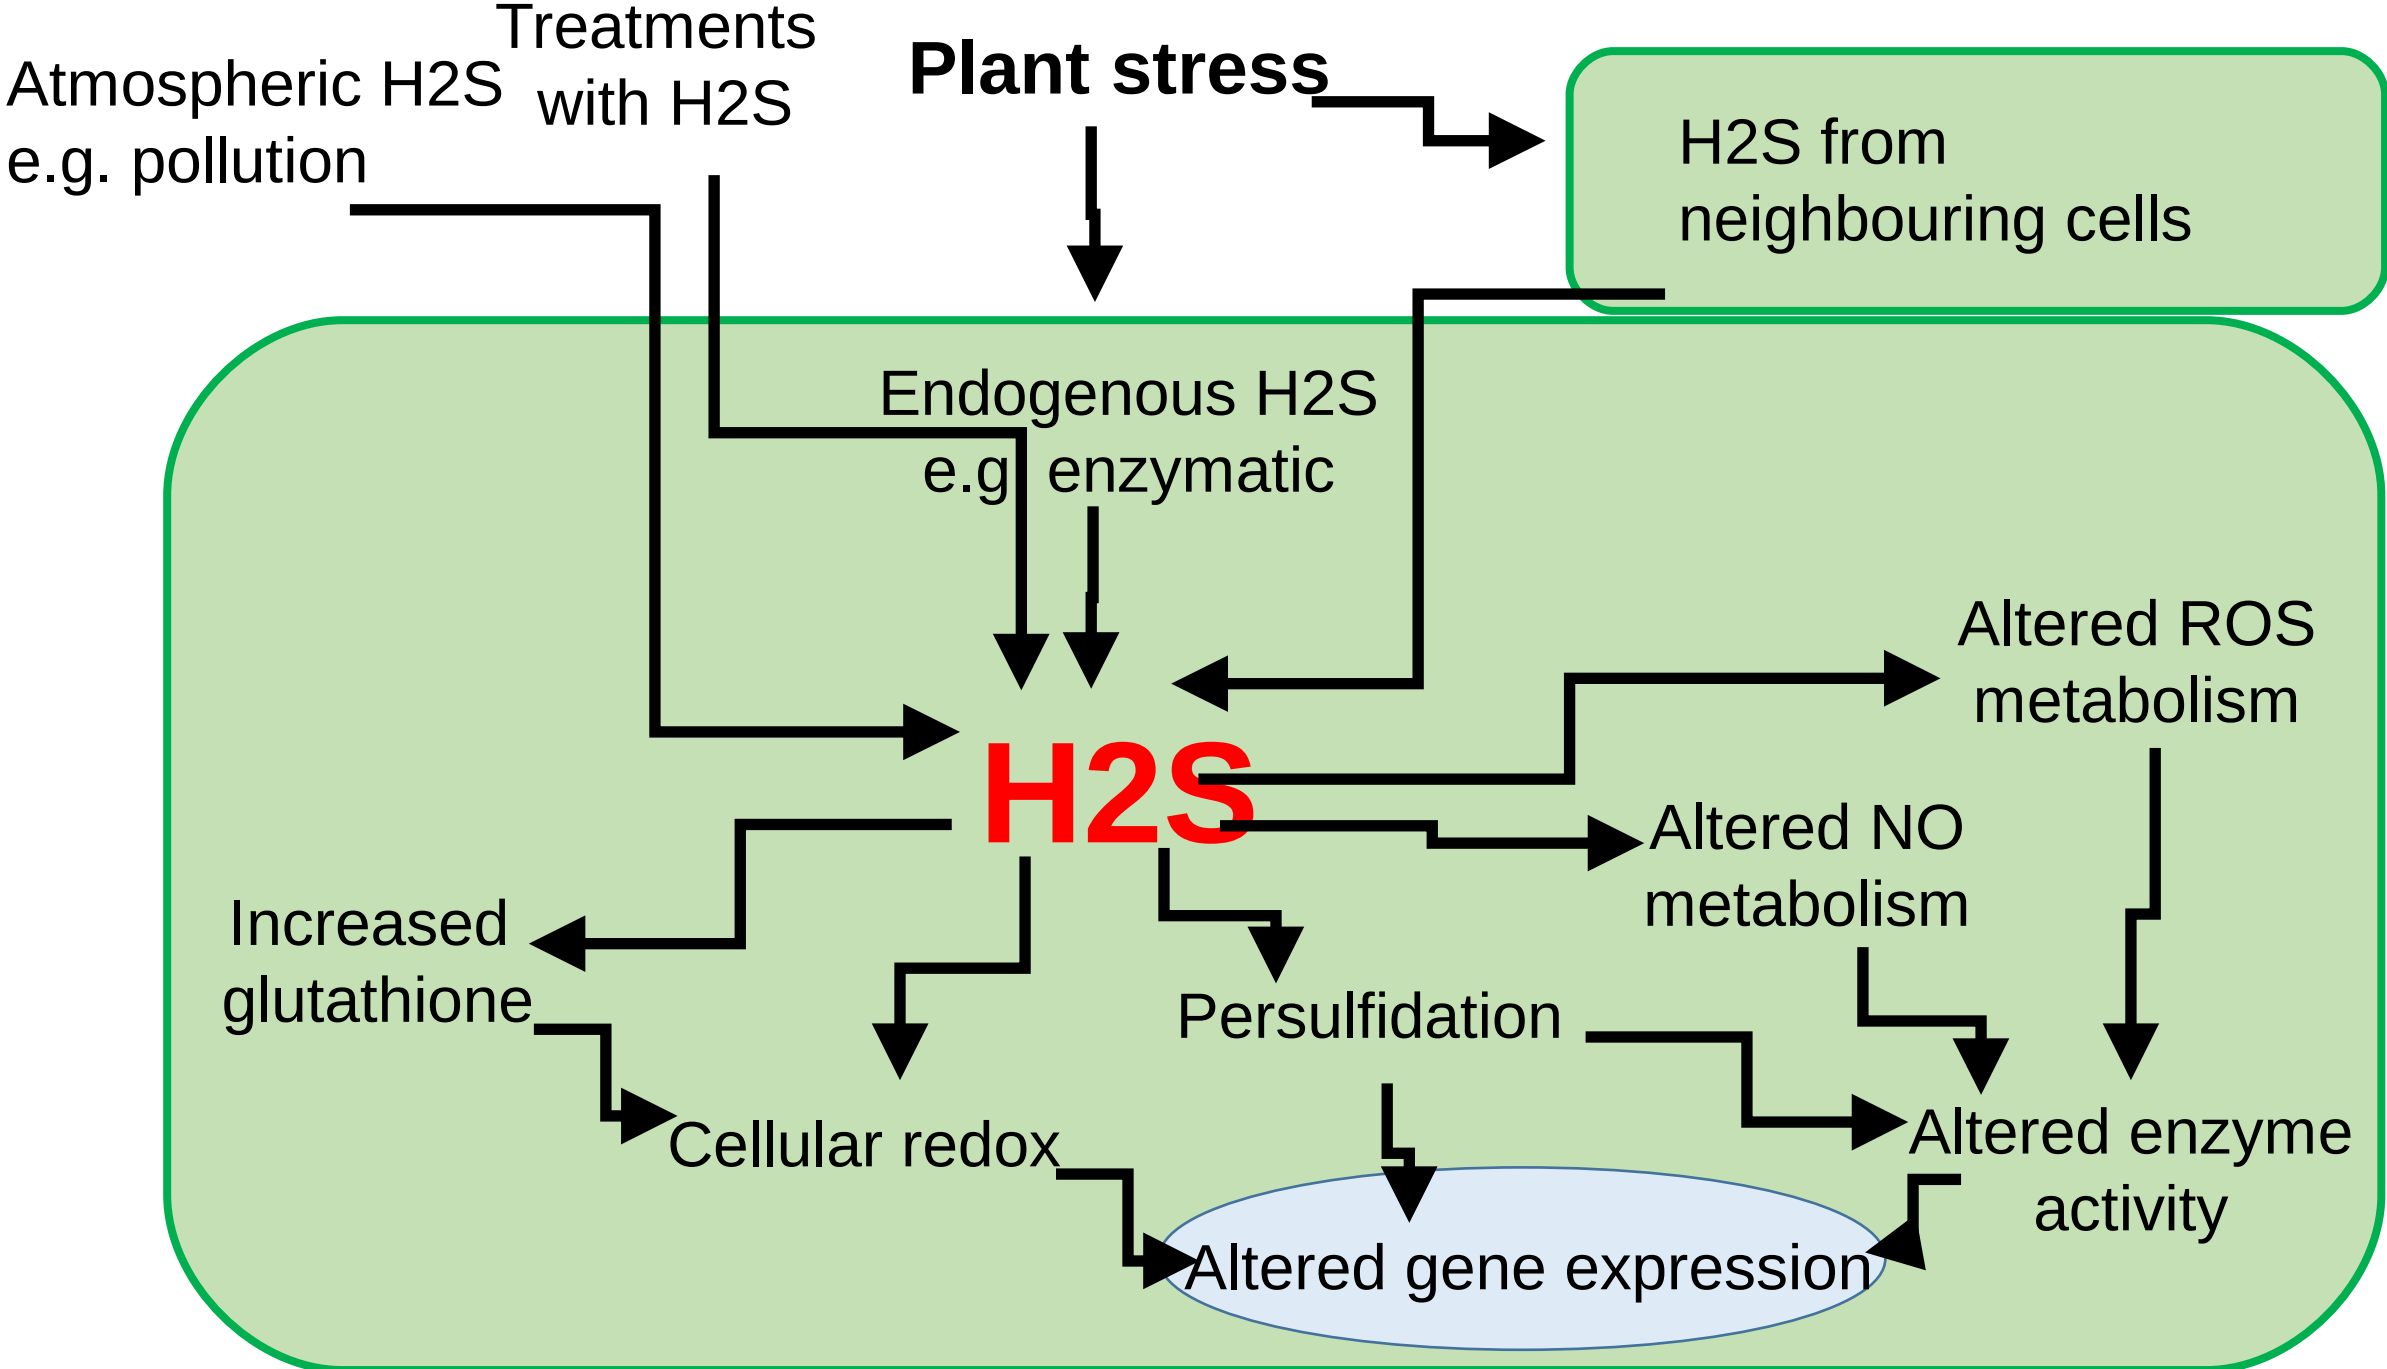 Treatments
with H2S
Atmospheric H2S
e.g. pollution
Plant stress
H2S from
neighbouring cells
Endogenous H2S
e.g enzymatic
H2S
Altered ROS
metabolism
Altered NO
metabolism
Increased
glutathione
Persulfidation
Cellular redox
Altered enzyme
activity
Altered gene expression